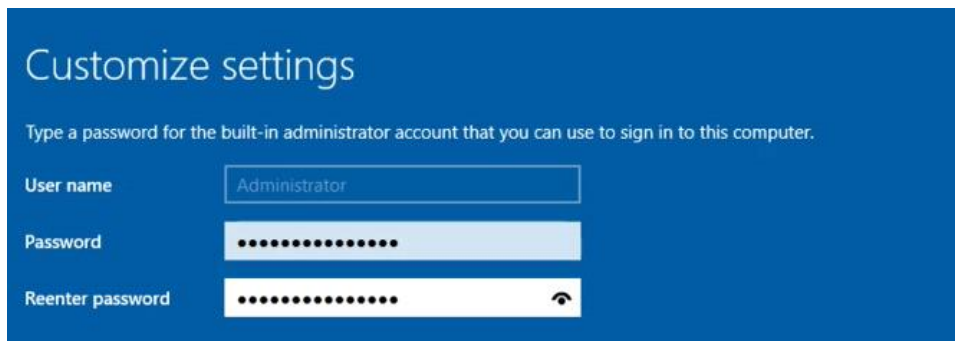 Customize settings
Type a password for the built-in administrator account that you can use to sign in to this computer.
User name Administrator
Password •••••••••••••••
Reenter password •••••••••••••••